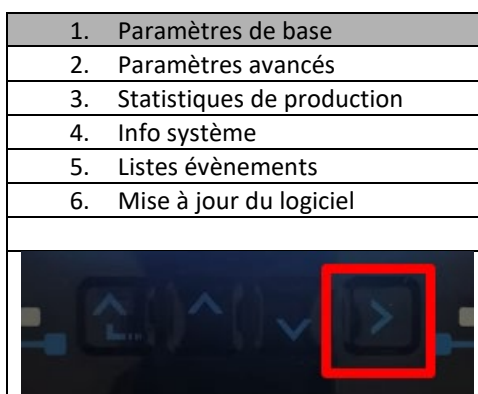 1. Paramètres de base
2. Paramètres avancés
3. Statistiques de production
4. Info système
5. Listes évènements
6. Mise à jour du logiciel